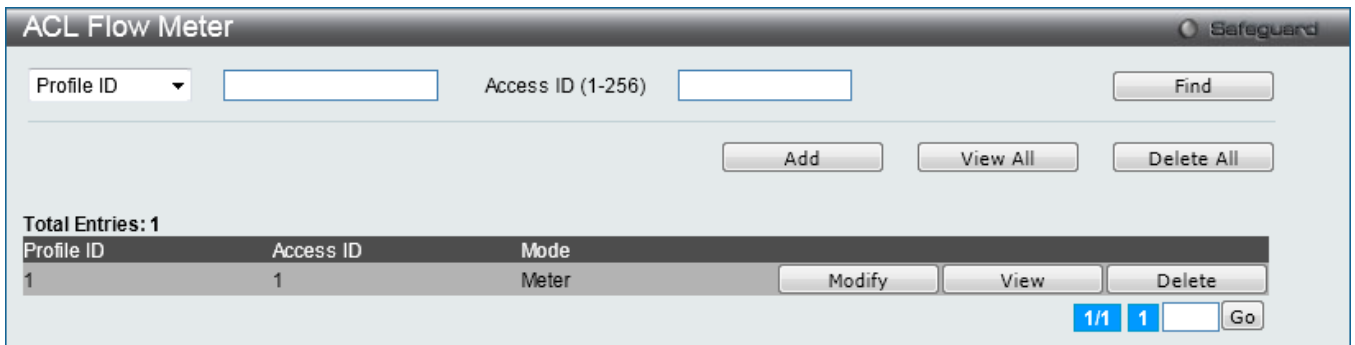 ACL Flow Meter Safeguard
Profile ID Access ID (1-256) Find
Add View All Delete All
Total Entries: 1
Profile ID Access ID Mode
1 1 Meter Modify View Delete
1/1 1 Go